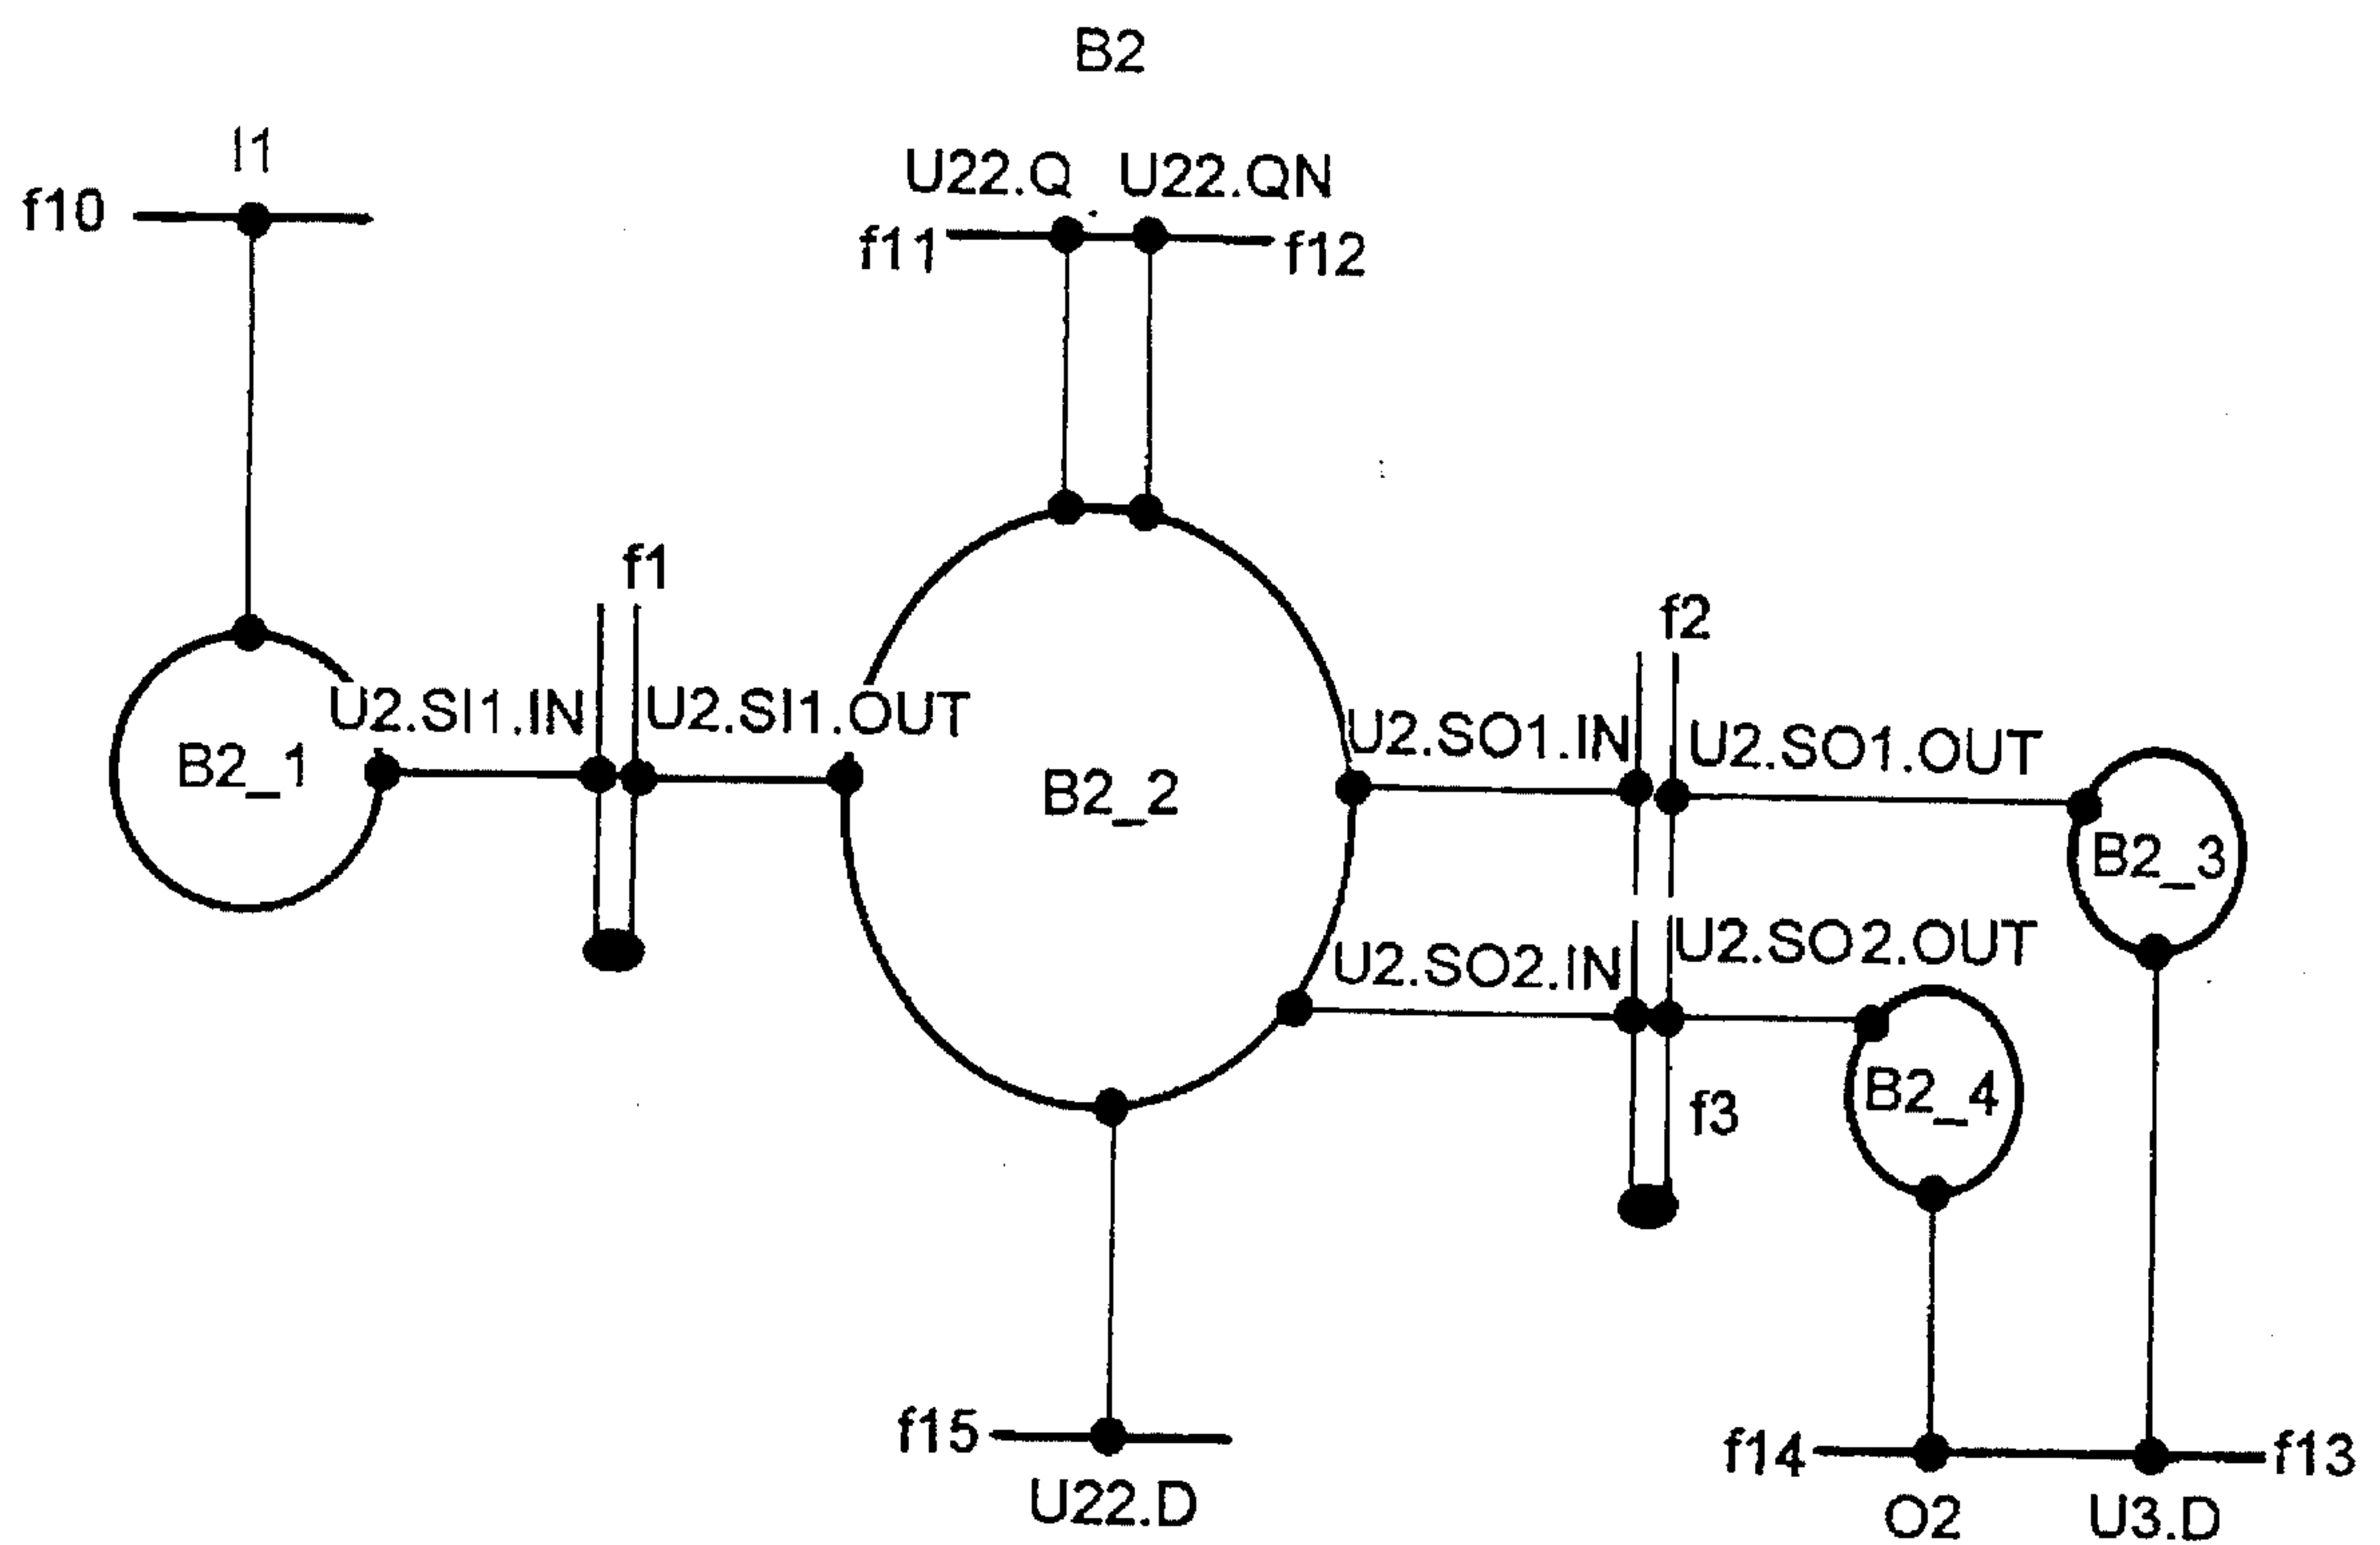 B2
I1
f10
U22.Q U22.QN
f11
f12
f1
f2
U2.SI1.IN
U2.SI1.OUT
U2.SO1.IN
U2.SO1.OUT
B2_1
B2_2
B2_3
U2.SO2.IN
U2.SO2.OUT
B2_4
f3
f15
U22.D
f14
f13
O2
U3.D